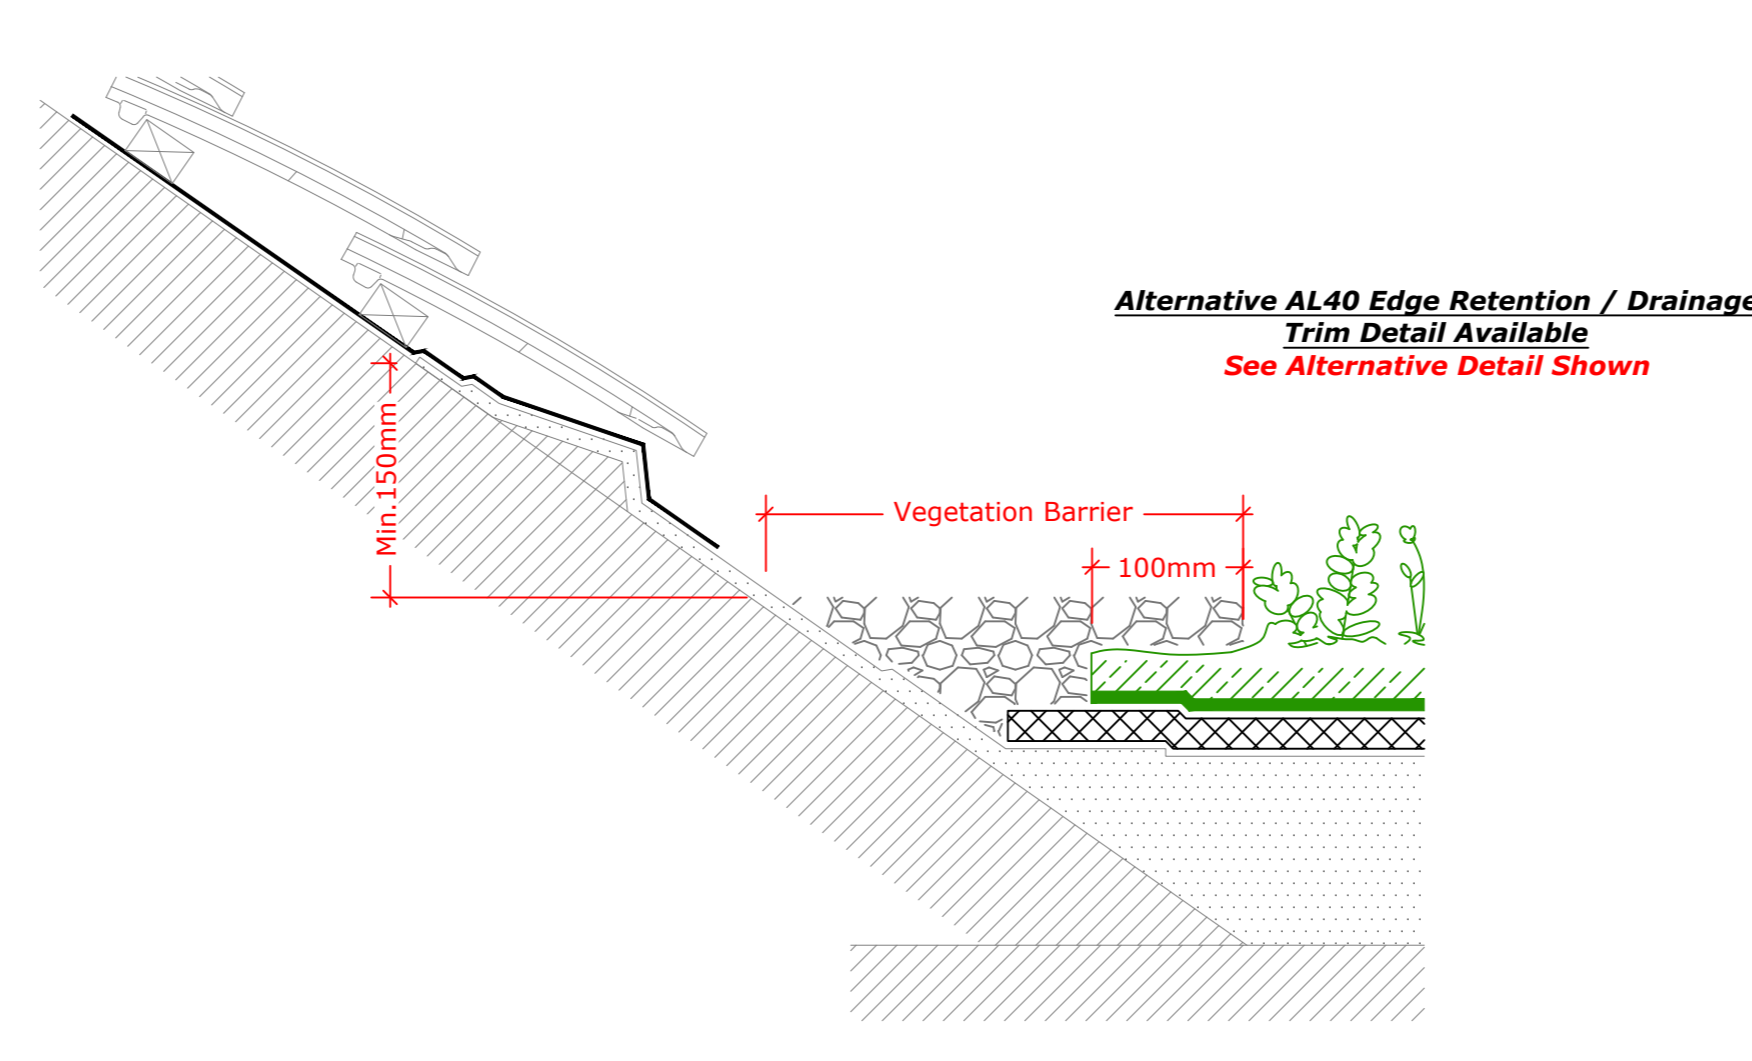 Alternative AL40 Edge Retention / Drainage
Trim Detail Available
See Alternative Detail Shown
Min.150mm
Vegetation Barrier
100mm